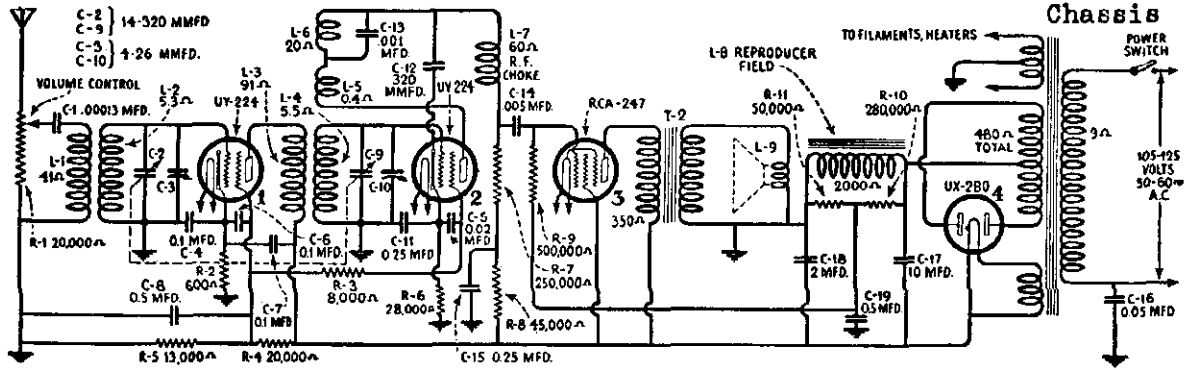 Chassis
C-2
C-9 } 14-320 MMFD.
C-3
C-10 } 4-26 MMFD.
VOLUME CONTROL
C-1 .00013 MFD.
L-1
41Ω
R-1 20,000Ω
L-2
5.3Ω
L-3
91Ω
UY-224
C-2
C-3
1
0.1 MFD.
C-4
R-2
600Ω
C-8
0.5 MFD.
R-5 13,000Ω
R-4 20,000Ω
C-7
0.1 MFD
C-6
0.1 MFD.
R-3
8,000Ω
L-4
5.5Ω
L-5
0.4Ω
L-6
20Ω
C-13
.001
MFD.
C-12
320
MMFD.
UY 224
C-9
C-10
2
C-11
0.25 MFD.
C-5
0.02
MFD
R-6
28,000Ω
C-15 0.25 MFD.
L-7
60Ω
R.F.
CHOKE
C-14
.005 MFD.
R-9
500,000Ω
R-7
250,000Ω
R-8 45,000Ω
RCA-247
3
350Ω
T-2
L-9
L-8 REPRODUCER
FIELD
R-11
50,000Ω
R-10
280,000Ω
2000Ω
C-18
2 MFD.
C-19
0.5 MFD.
C-17
10 MFD.
TO FILAMENTS, HEATERS
480Ω
TOTAL
UX-280
4
9Ω
POWER
SWITCH
105-125
VOLTS
50-60~
A.C
C-16
0.05 MFD